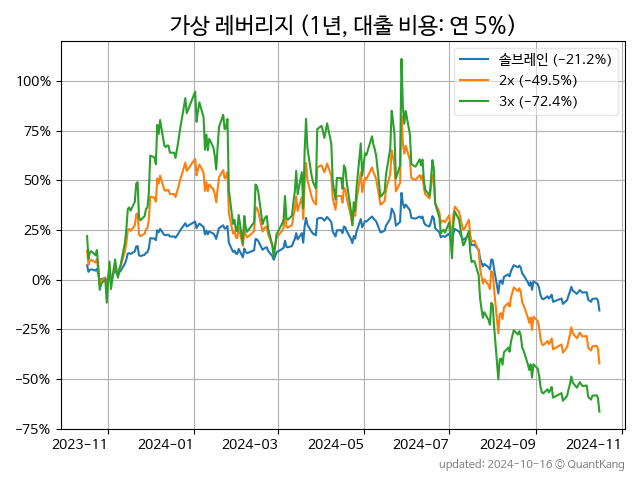 가상 레버리지 (1년, 대출 비용: 연 5%)
솔브레인 (-21.2%)
2x (-49.5%)
3x (-72.4%)
100%
75%
50%
25%
0%
−25%
−50%
−75%
2023-11 2024-01 2024-03 2024-05 2024-07 2024-09 2024-11
updated: 2024-10-16 © QuantKang